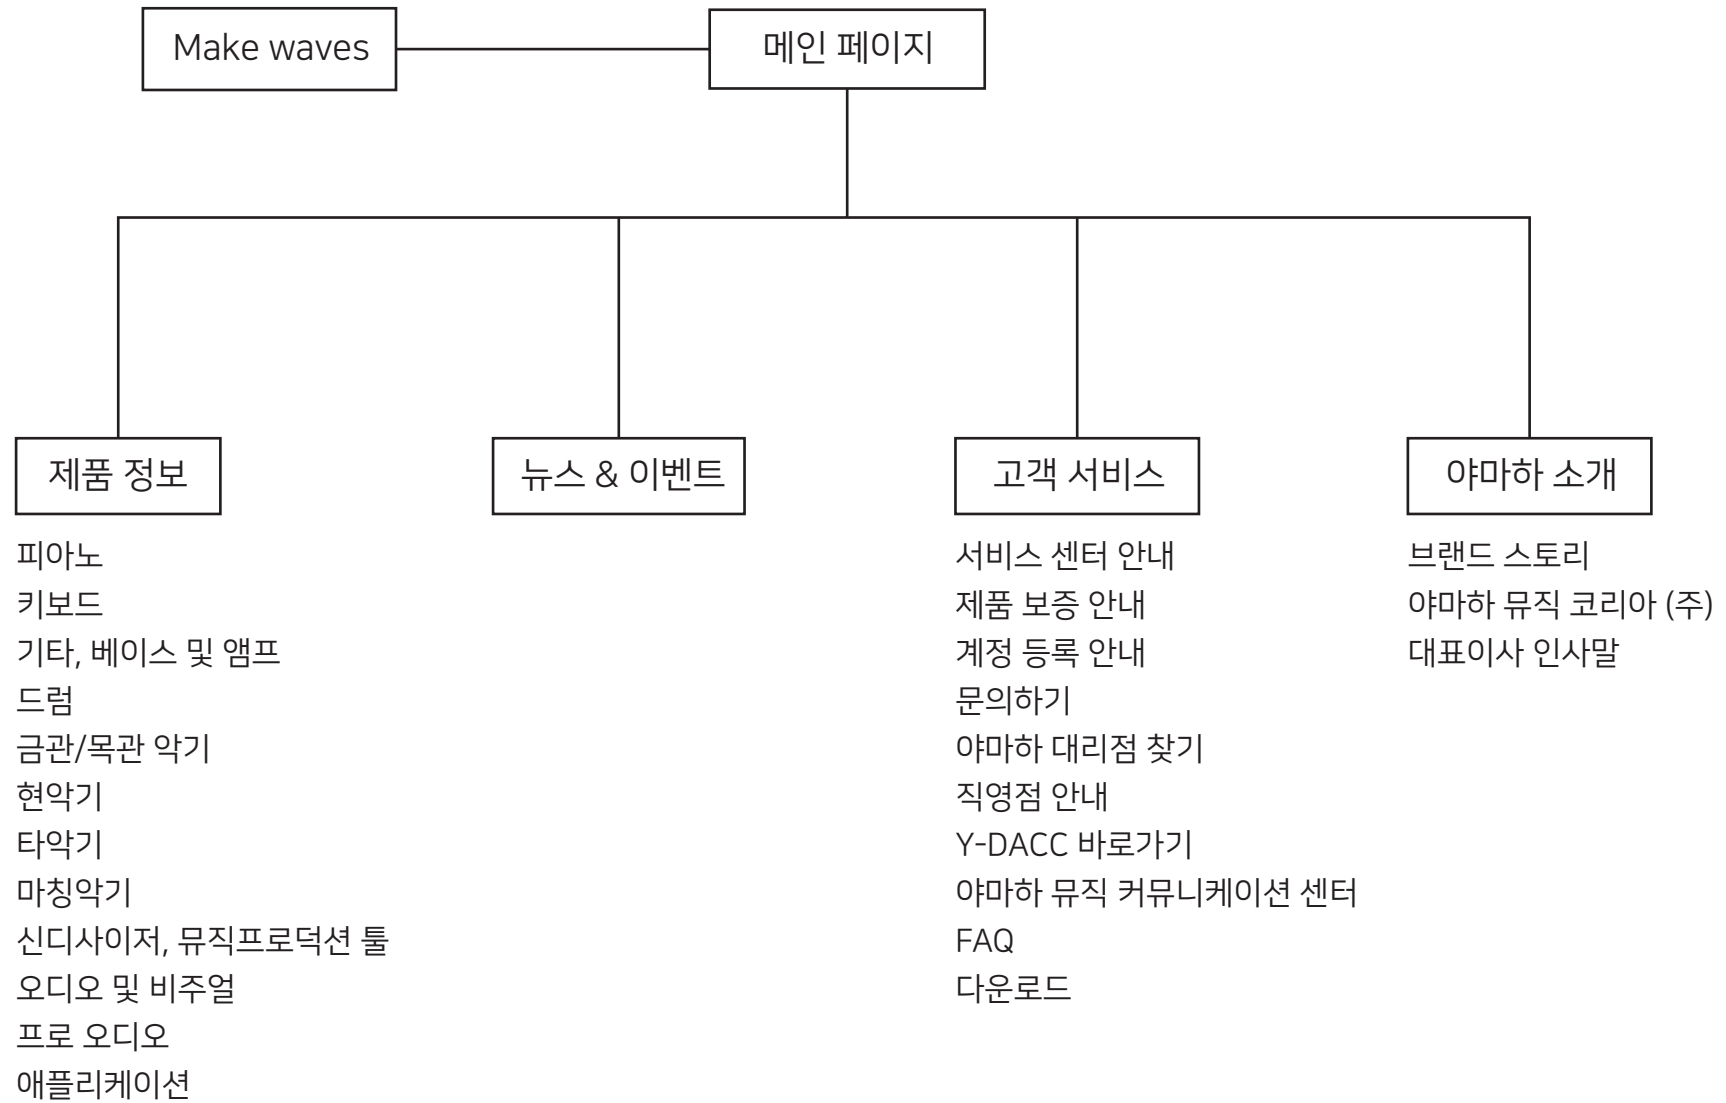 Make waves
메인 페이지
제품 정보
피아노
키보드
기타, 베이스 및 앰프
드럼
금관/목관 악기
현악기
타악기
마칭악기
신디사이저, 뮤직프로덕션 툴
오디오 및 비주얼
프로 오디오
애플리케이션
뉴스 & 이벤트
고객 서비스
서비스 센터 안내
제품 보증 안내
계정 등록 안내
문의하기
야마하 대리점 찾기
직영점 안내
Y-DACC 바로가기
야마하 뮤직 커뮤니케이션 센터
FAQ
다운로드
야마하 소개
브랜드 스토리
야마하 뮤직 코리아 (주)
대표이사 인사말